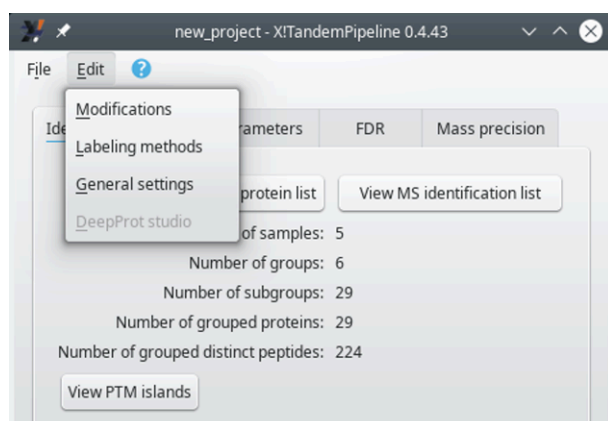 new_project - X!TandemPipeline 0.4.43
File Edit ?
Modifications
Labeling methods
General settings
DeepProt studio
Ide rameters FDR Mass precision
protein list View MS identification list
of samples: 5
Number of groups: 6
Number of subgroups: 29
Number of grouped proteins: 29
Number of grouped distinct peptides: 224
View PTM islands